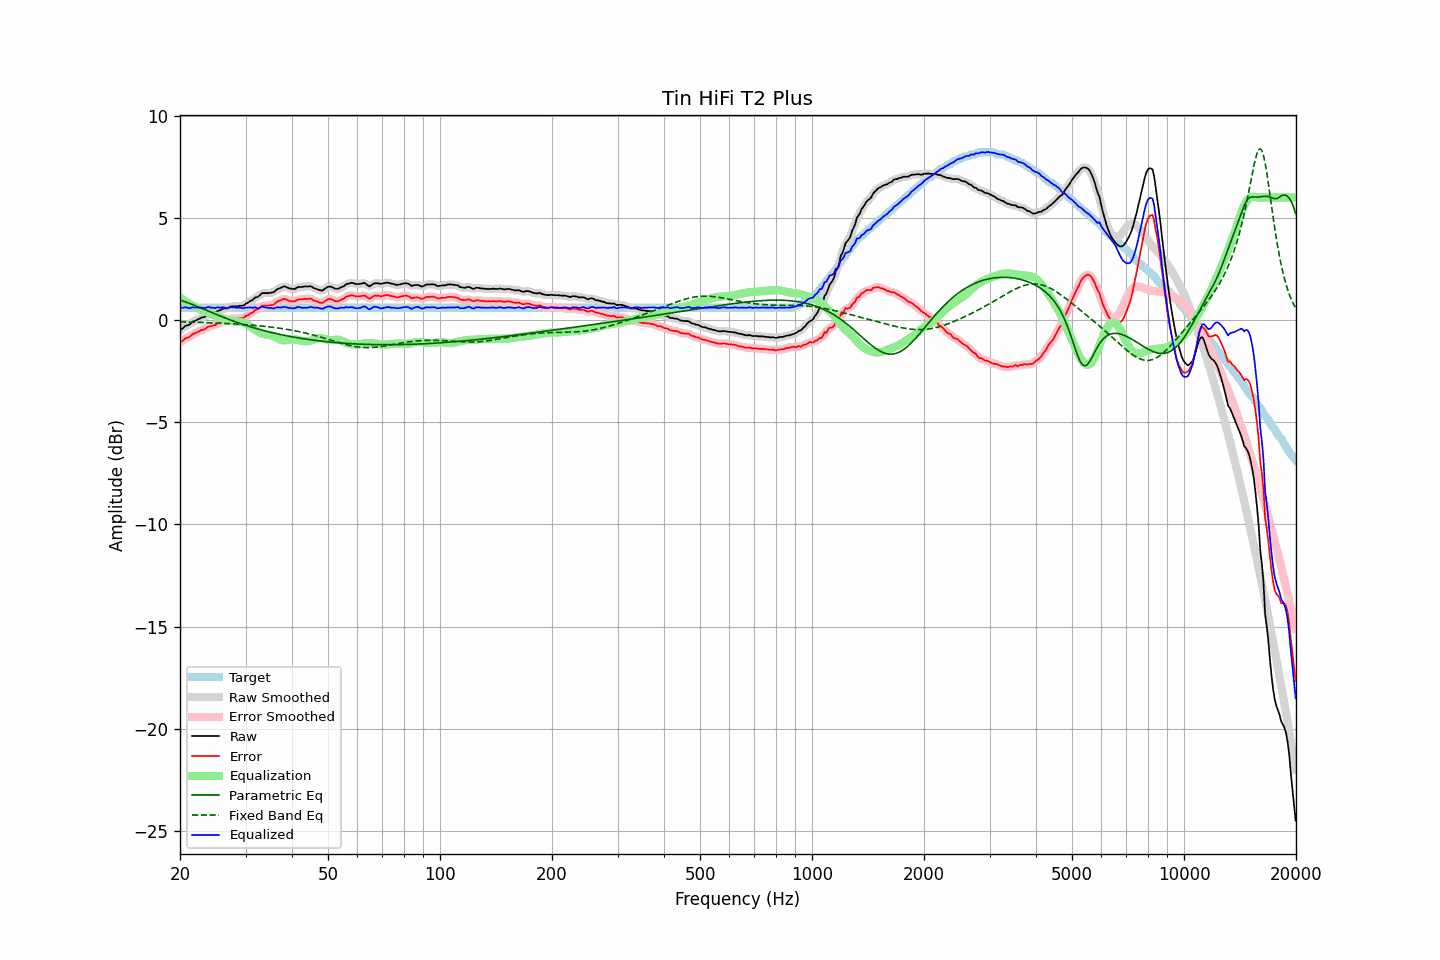 Tin HiFi T2 Plus
10
5
0
−5
−10
−15
−20
−25
Amplitude (dBr)
Target
Raw Smoothed
Error Smoothed
Raw
Error
Equalization
Parametric Eq
Fixed Band Eq
Equalized
20 50 100 200 500 1000 2000 5000 10000 20000
Frequency (Hz)